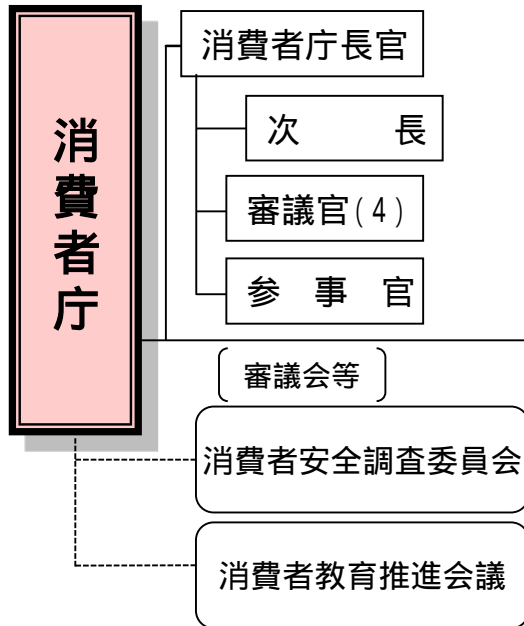 消費者庁
消費者庁長官
次長
審議官(4)
参事官
審議会等
消費者安全調査委員会
消費者教育推進会議